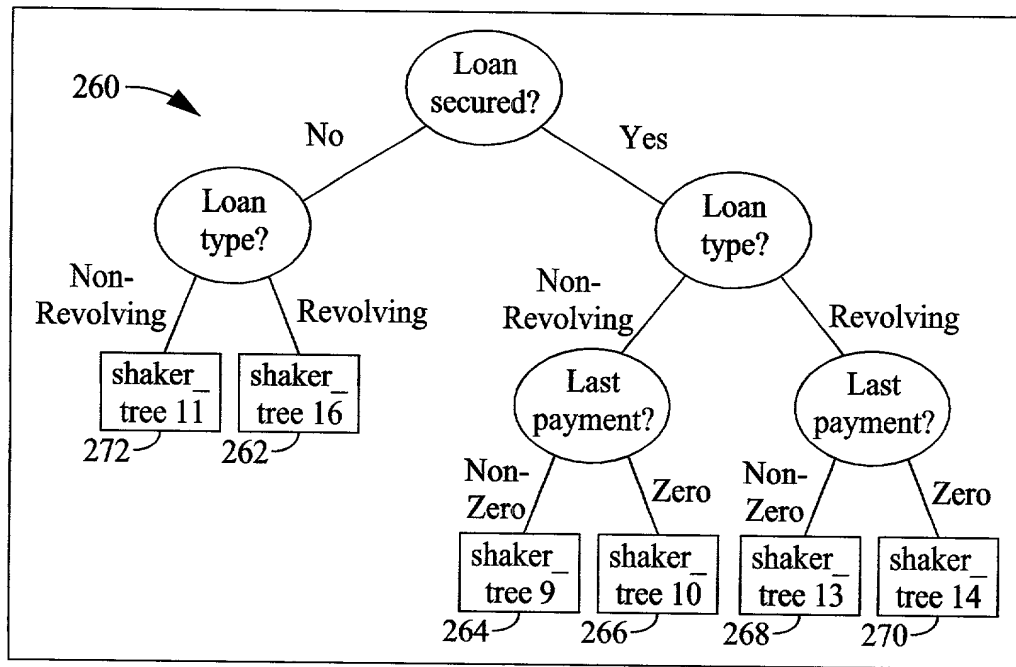 260
Loan
secured?
No
Yes
Loan
type?
Loan
type?
Non-
Revolving
Revolving
Non-
Revolving
Revolving
shaker_
tree 11
shaker_
tree 16
272
262
Last
payment?
Last
payment?
Non-
Zero
Zero
Non-
Zero
Zero
shaker_
tree 9
shaker_
tree 10
shaker_
tree 13
shaker_
tree 14
264
266
268
270